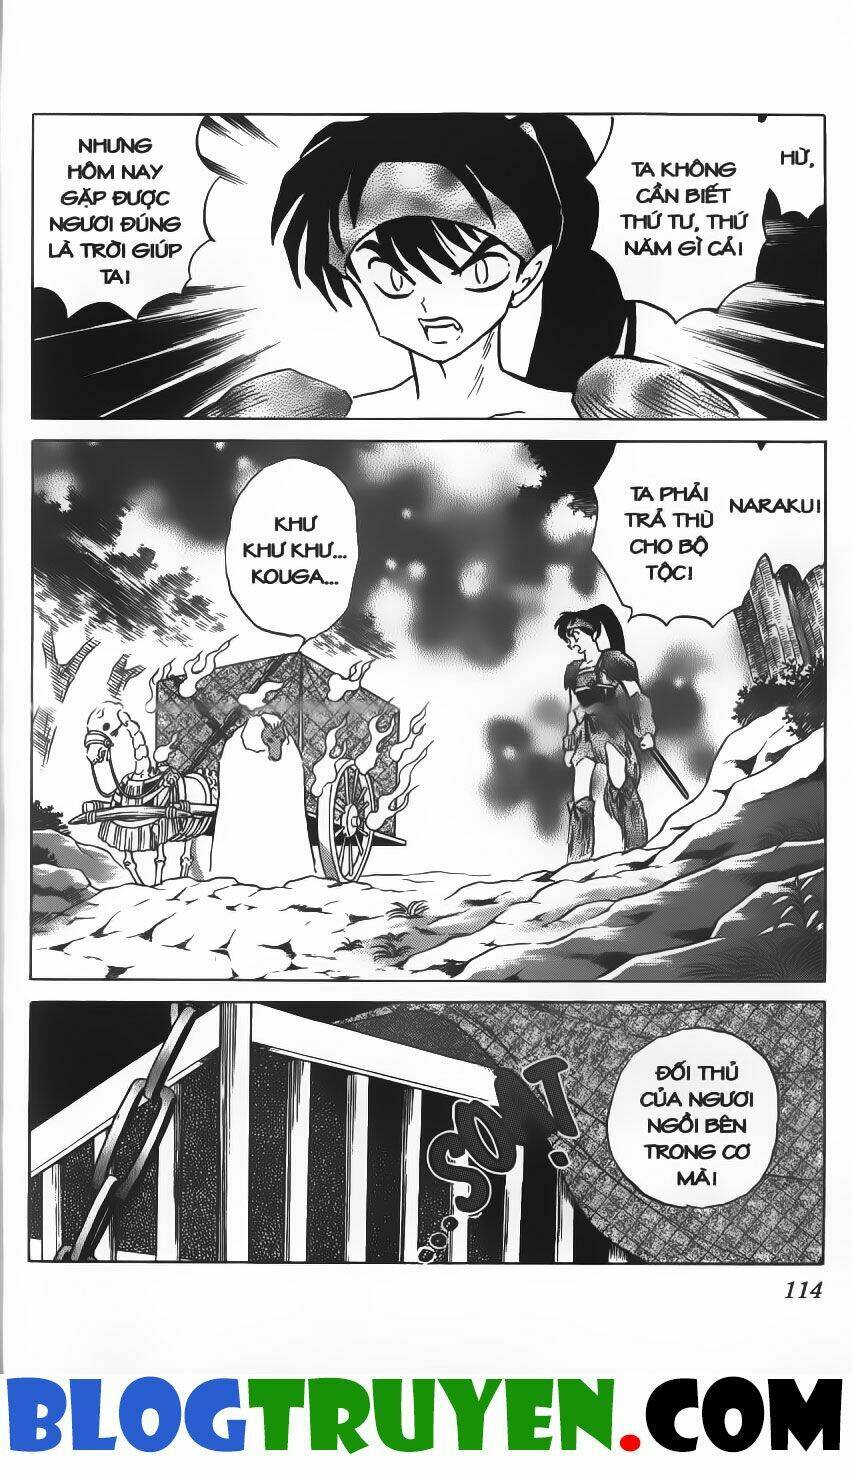 HỪ,
TA KHÔNG
CẦN BIẾT
THỨ TƯ, THỨ
NĂM GÌ CẢ!
NHƯNG
HÔM NAY
GẶP ĐƯỢC
NGƯƠI ĐÚNG
LÀ TRỜI GIÚP
TA!
NARAKU!
TA PHẢI
TRẢ THÙ
CHO BỘ
TỘC!
KHƯ
KHƯ KHƯ...
KOUGA...
ĐỐI THỦ
CỦA NGƯƠI
NGỒI BÊN
TRONG CƠ
MÀ!
SOẠT
114
BLOGTRUYEN.COM